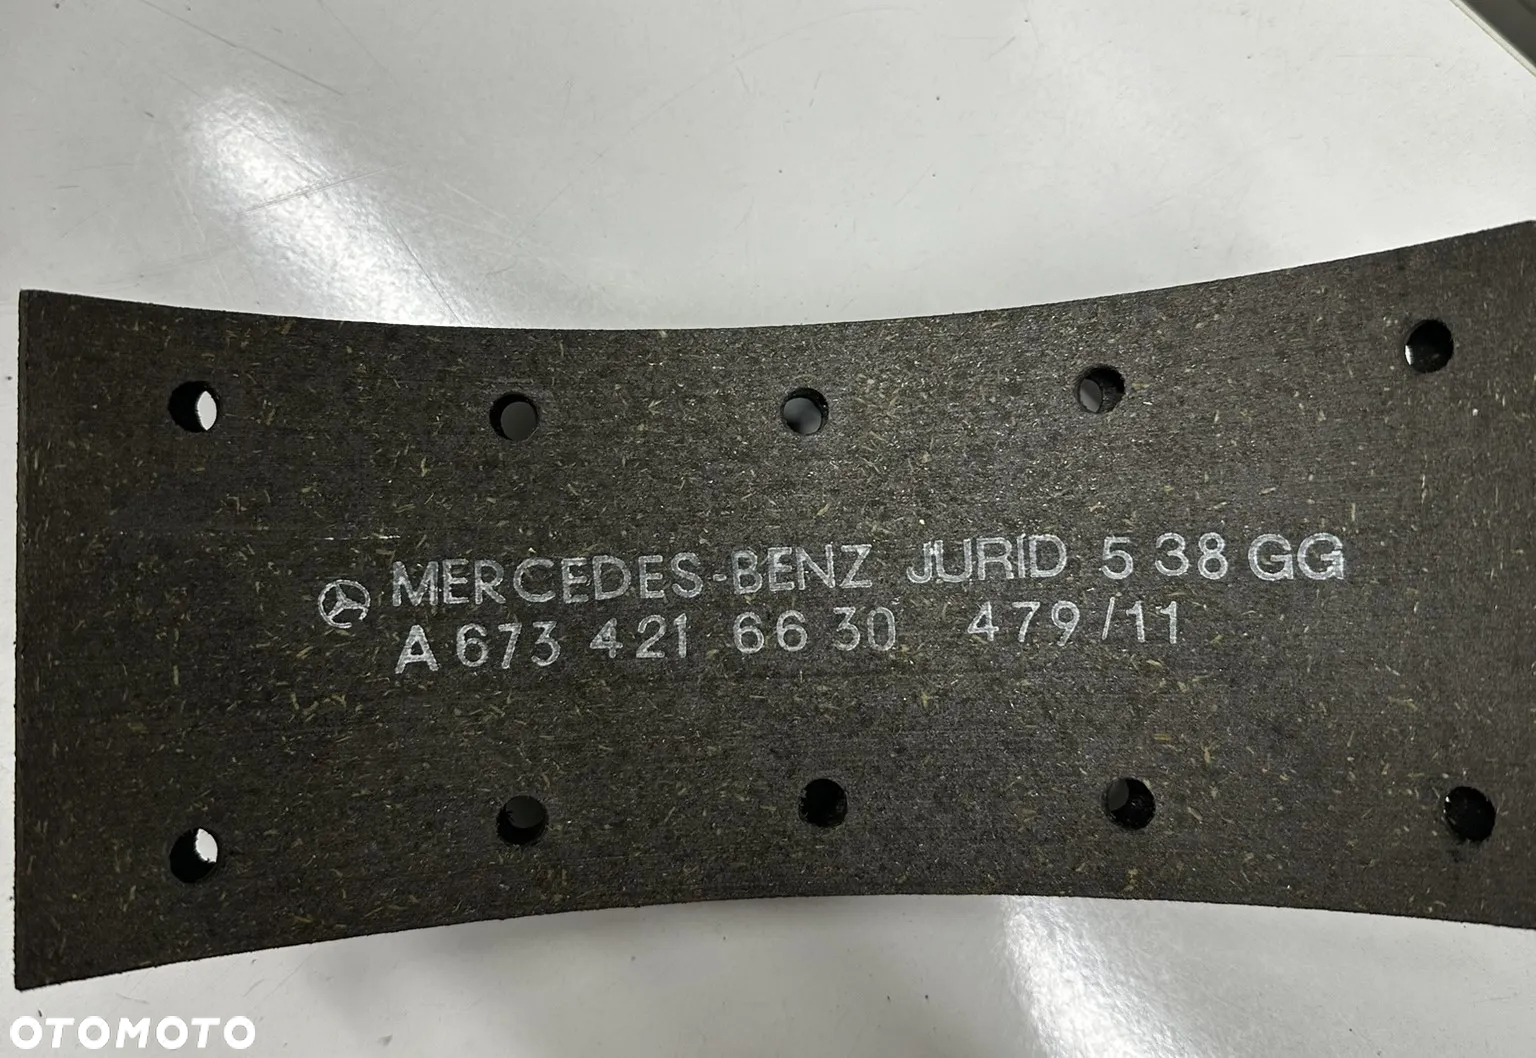 MERCEDES-BENZ JURID 5 38 GG
A 673 421 66 30 479/11
OTOMOTO